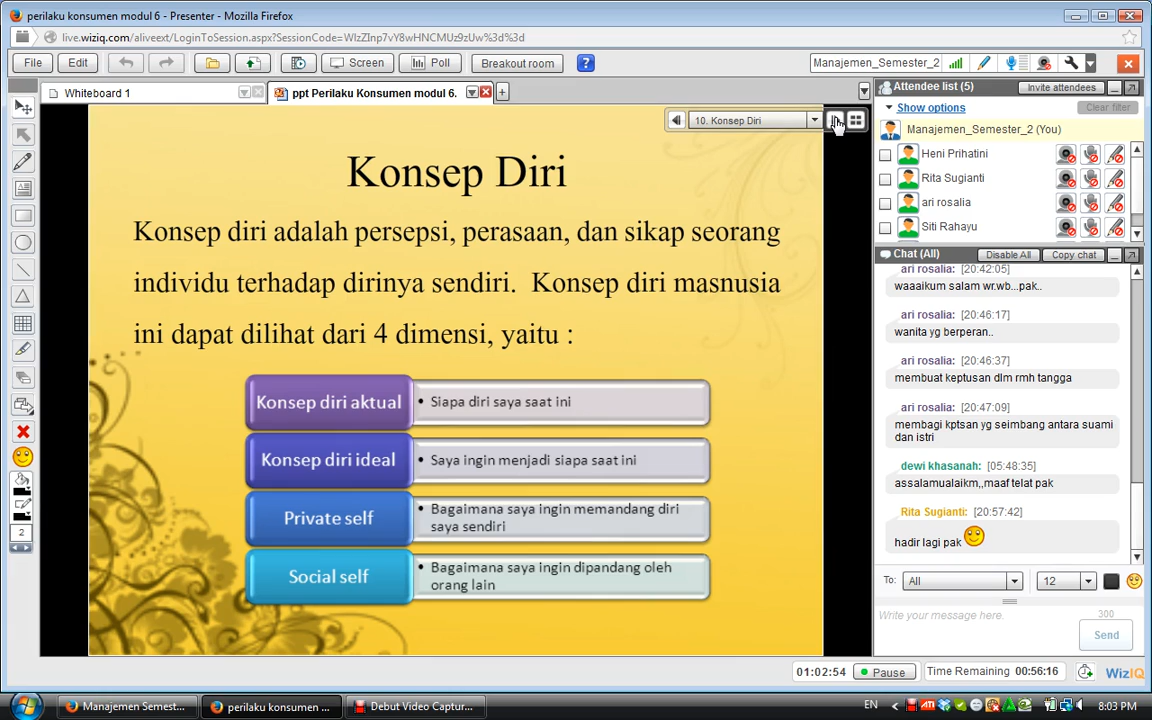 perilaku konsumen modul 6 - Presenter - Mozilla Firefox
live.wiziq.com/aliveext/LoginToSession.aspx?SessionCode=WIzZInp7vY8wHNCMUz9zUw%3d%3d
File
Edit
Screen
Poll
Breakout room
?
Manajemen_Semester_2
Whiteboard 1
ppt Perilaku Konsumen modul 6.
10. Konsep Diri
Konsep Diri
Konsep diri adalah persepsi, perasaan, dan sikap seorang
individu terhadap dirinya sendiri. Konsep diri masnusia
ini dapat dilihat dari 4 dimensi, yaitu :
Konsep diri aktual
• Siapa diri saya saat ini
Konsep diri ideal
• Saya ingin menjadi siapa saat ini
Private self
• Bagaimana saya ingin memandang diri
saya sendiri
Social self
• Bagaimana saya ingin dipandang oleh
orang lain
2
Attendee list (5)
Invite attendees
Show options
Clear filter
Manajemen_Semester_2 (You)
Heni Prihatini
Rita Sugianti
ari rosalia
Siti Rahayu
Chat (All)
Disable All
Copy chat
ari rosalia: [20:42:05]
waaaikum salam wr.wb...pak..
ari rosalia: [20:46:17]
wanita yg berperan..
ari rosalia: [20:46:37]
membuat keptusan dlm rmh tangga
ari rosalia: [20:47:09]
membagi kptsan yg seimbang antara suami
dan istri
dewi khasanah: [05:48:35]
assalamualaikm,,maaf telat pak
Rita Sugianti: [20:57:42]
hadir lagi pak
To:
All
12
Write your message here.
300
Send
01:02:54
Pause
Time Remaining 00:56:16
WizIQ
Manajemen Semest...
perilaku konsumen ...
Debut Video Captur...
EN
8:03 PM